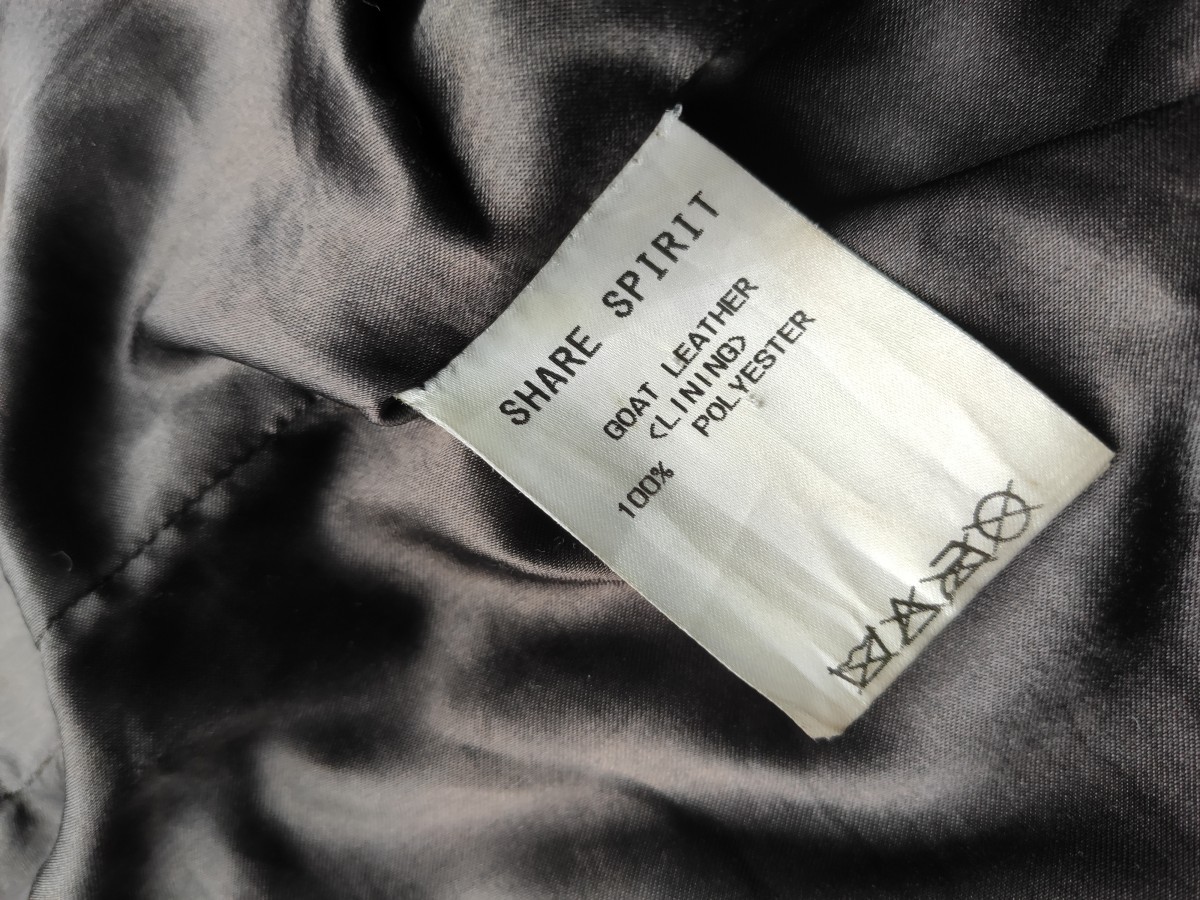 SHARE SPIRIT
GOAT LEATHER
<LINING>
100% POLYESTER